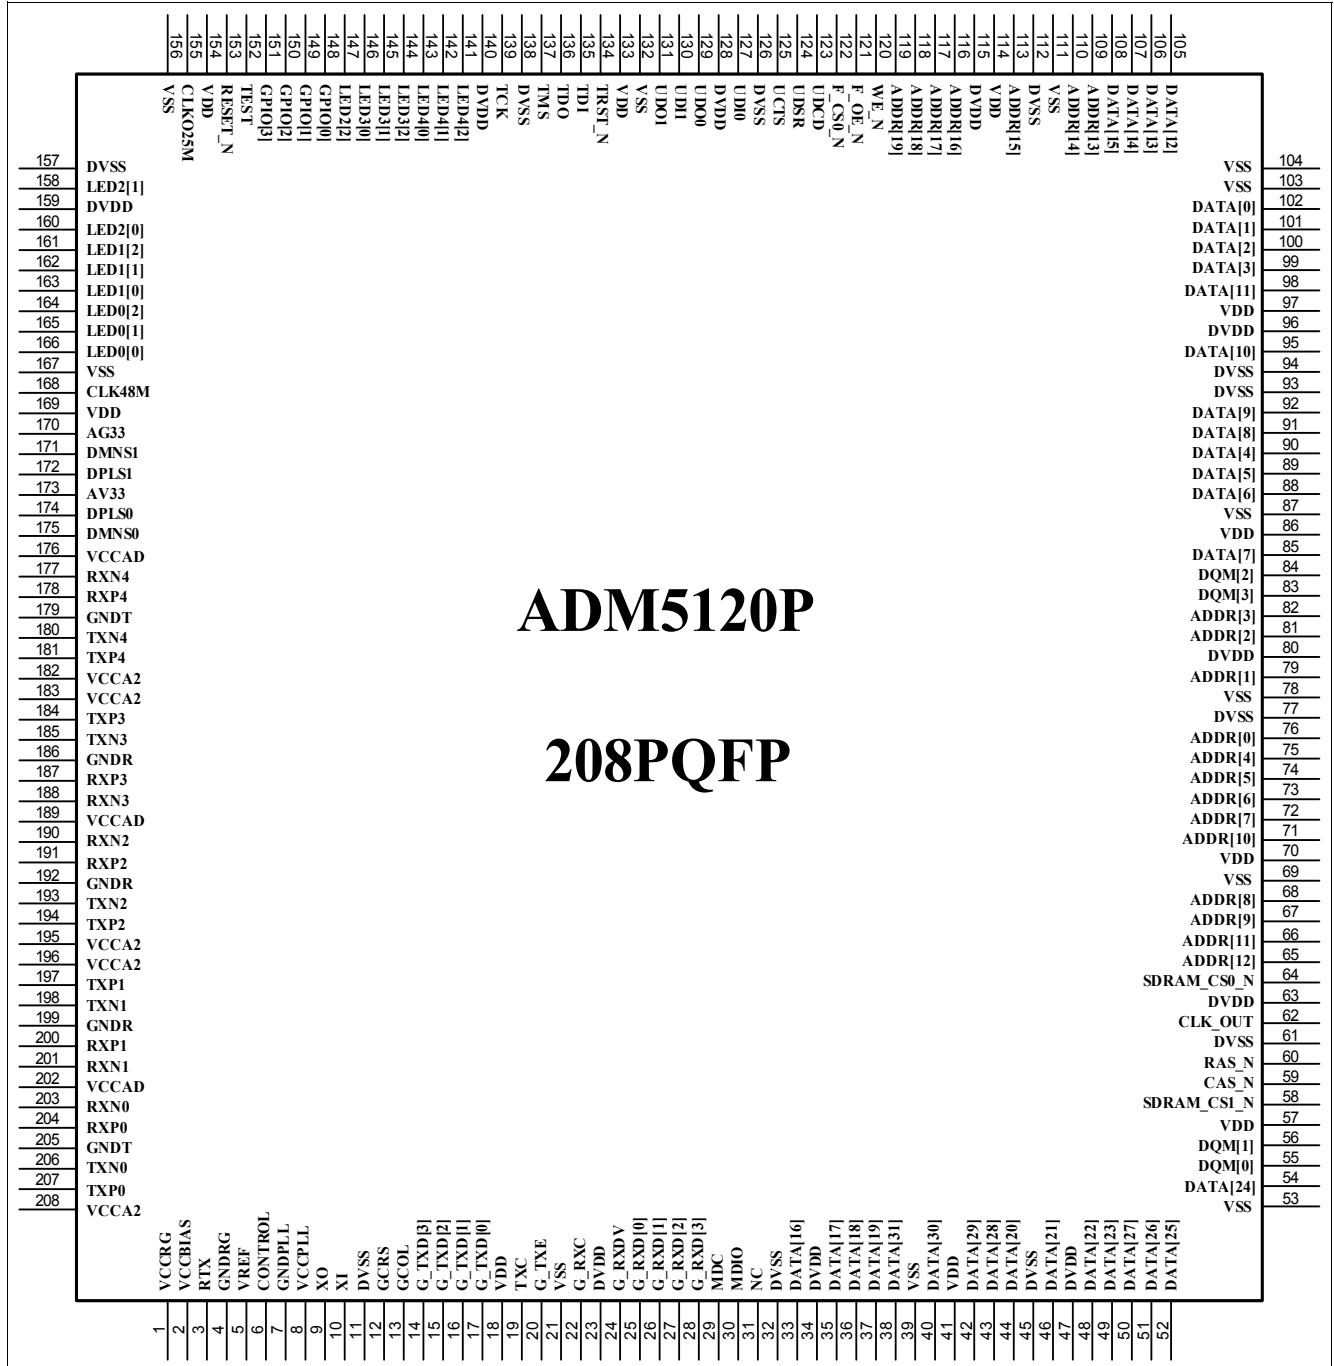 156 VSS
155 CLKO25M
154 VDD
153 RESET_N
152 TEST
151 GPIO[3]
150 GPIO[2]
149 GPIO[1]
148 GPIO[0]
147 LED2[2]
146 LED3[0]
145 LED3[1]
144 LED3[2]
143 LED4[0]
142 LED4[1]
141 LED4[2]
140 DVDD
139 TCK
138 DVSS
137 TMS
136 TDO
135 TDI
134 TRST_N
133 VDD
132 VSS
131 UDO1
130 UDI1
129 UDO0
128 DVDD
127 UDI0
126 DVSS
125 UCTS
124 UDSR
123 UDCD
122 F_CS0_N
121 F_OE_N
120 WE_N
119 ADDR[19]
118 ADDR[18]
117 ADDR[17]
116 ADDR[16]
115 DVDD
114 VDD
113 ADDR[15]
112 DVSS
111 VSS
110 ADDR[14]
109 ADDR[13]
108 DATA[15]
107 DATA[14]
106 DATA[13]
105 DATA[12]
157 DVSS
158 LED2[1]
159 DVDD
160 LED2[0]
161 LED1[2]
162 LED1[1]
163 LED1[0]
164 LED0[2]
165 LED0[1]
166 LED0[0]
167 VSS
168 CLK48M
169 VDD
170 AG33
171 DMNS1
172 DPLS1
173 AV33
174 DPLS0
175 DMNS0
176 VCCAD
177 RXN4
178 RXP4
179 GNDT
180 TXN4
181 TXP4
182 VCCA2
183 VCCA2
184 TXP3
185 TXN3
186 GNDR
187 RXP3
188 RXN3
189 VCCAD
190 RXN2
191 RXP2
192 GNDR
193 TXN2
194 TXP2
195 VCCA2
196 VCCA2
197 TXP1
198 TXN1
199 GNDR
200 RXP1
201 RXN1
202 VCCAD
203 RXN0
204 RXP0
205 GNDT
206 TXN0
207 TXP0
208 VCCA2
ADM5120P
208PQFP
VSS 104
VSS 103
DATA[0] 102
DATA[1] 101
DATA[2] 100
DATA[3] 99
DATA[11] 98
VDD 97
DVDD 96
DATA[10] 95
DVSS 94
DVSS 93
DATA[9] 92
DATA[8] 91
DATA[4] 90
DATA[5] 89
DATA[6] 88
VSS 87
VDD 86
DATA[7] 85
DQM[2] 84
DQM[3] 83
ADDR[3] 82
ADDR[2] 81
DVDD 80
ADDR[1] 79
VSS 78
DVSS 77
ADDR[0] 76
ADDR[4] 75
ADDR[5] 74
ADDR[6] 73
ADDR[7] 72
ADDR[10] 71
VDD 70
VSS 69
ADDR[8] 68
ADDR[9] 67
ADDR[11] 66
ADDR[12] 65
SDRAM_CS0_N 64
DVDD 63
CLK_OUT 62
DVSS 61
RAS_N 60
CAS_N 59
SDRAM_CS1_N 58
VDD 57
DQM[1] 56
DQM[0] 55
DATA[24] 54
VSS 53
VCCRG 1
VCCBIAS 2
RTX 3
GNDRG 4
VREF 5
CONTROL 6
GNDPLL 7
VCCPLL 8
XO 9
XI 10
DVSS 11
GCRS 12
GCOL 13
G_TXD[3] 14
G_TXD[2] 15
G_TXD[1] 16
G_TXD[0] 17
VDD 18
TXC 19
G_TXE 20
VSS 21
G_RXC 22
DVDD 23
G_RXDV 24
G_RXD[0] 25
G_RXD[1] 26
G_RXD[2] 27
G_RXD[3] 28
MDC 29
MDIO 30
NC 31
DVSS 32
DATA[16] 33
DVDD 34
DATA[17] 35
DATA[18] 36
DATA[19] 37
DATA[31] 38
VSS 39
DATA[30] 40
VDD 41
DATA[29] 42
DATA[28] 43
DATA[20] 44
DVSS 45
DATA[21] 46
DVDD 47
DATA[22] 48
DATA[23] 49
DATA[27] 50
DATA[26] 51
DATA[25] 52